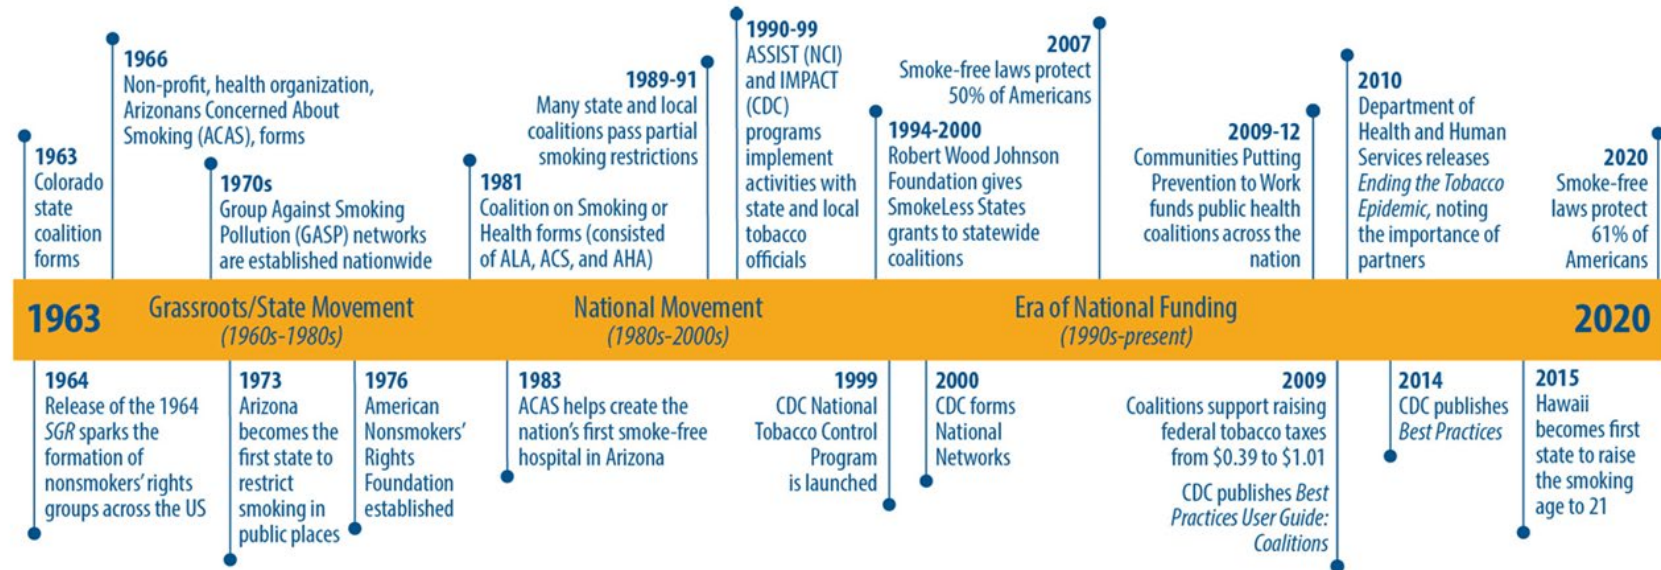 1963
Colorado
state
coalition
forms
1966
Non-profit, health organization,
Arizonans Concerned About
Smoking (ACAS), forms
1970s
Group Against Smoking
Pollution (GASP) networks
are established nationwide
1981
Coalition on Smoking or
Health forms (consisted
of ALA, ACS, and AHA)
1989-91
Many state and local
coalitions pass partial
smoking restrictions
1990-99
ASSIST (NCI)
and IMPACT
(CDC)
programs
implement
activities with
state and local
tobacco
officials
1994-2000
Robert Wood Johnson
Foundation gives
SmokeLess States
grants to statewide
coalitions
2007
Smoke-free laws protect
50% of Americans
2009-12
Communities Putting
Prevention to Work
funds public health
coalitions across the
nation
2010
Department of
Health and Human
Services releases
Ending the Tobacco
Epidemic, noting
the importance of
partners
2020
Smoke-free
laws protect
61% of
Americans
1963
Grassroots/State Movement
(1960s-1980s)
National Movement
(1980s-2000s)
Era of National Funding
(1990s-present)
2020
1964
Release of the 1964
SGR sparks the
formation of
nonsmokers' rights
groups across the US
1973
Arizona
becomes the
first state to
restrict
smoking in
public places
1976
American
Nonsmokers'
Rights
Foundation
established
1983
ACAS helps create the
nation's first smoke-free
hospital in Arizona
1999
CDC National
Tobacco Control
Program
is launched
2000
CDC forms
National
Networks
2009
Coalitions support raising
federal tobacco taxes
from $0.39 to $1.01
CDC publishes Best
Practices User Guide:
Coalitions
2014
CDC publishes
Best Practices
2015
Hawaii
becomes first
state to raise
the smoking
age to 21